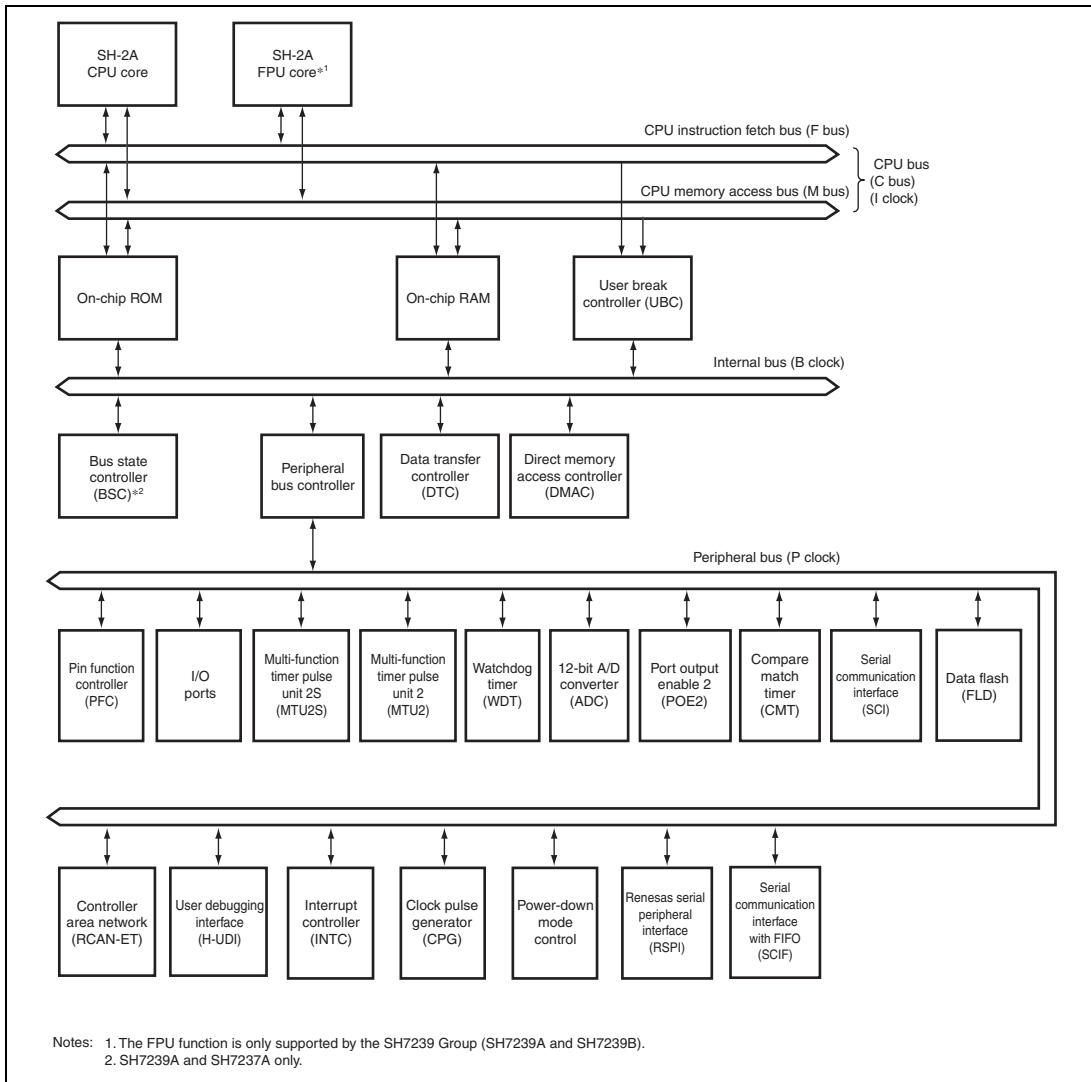 SH-2A
CPU core
SH-2A
FPU core*1
CPU instruction fetch bus (F bus)
CPU bus
(C bus)
(I clock)
CPU memory access bus (M bus)
On-chip ROM
On-chip RAM
User break
controller (UBC)
Internal bus (B clock)
Bus state
controller
(BSC)*2
Peripheral
bus controller
Data transfer
controller
(DTC)
Direct memory
access controller
(DMAC)
Peripheral bus (P clock)
Pin function
controller
(PFC)
I/O
ports
Multi-function
timer pulse
unit 2S
(MTU2S)
Multi-function
timer pulse
unit 2
(MTU2)
Watchdog
timer
(WDT)
12-bit A/D
converter
(ADC)
Port output
enable 2
(POE2)
Compare
match
timer
(CMT)
Serial
communication
interface
(SCI)
Data flash
(FLD)
Controller
area network
(RCAN-ET)
User debugging
interface
(H-UDI)
Interrupt
controller
(INTC)
Clock pulse
generator
(CPG)
Power-down
mode
control
Renesas serial
peripheral
interface
(RSPI)
Serial
communication
interface
with FIFO
(SCIF)
Notes: 1. The FPU function is only supported by the SH7239 Group (SH7239A and SH7239B).
2. SH7239A and SH7237A only.